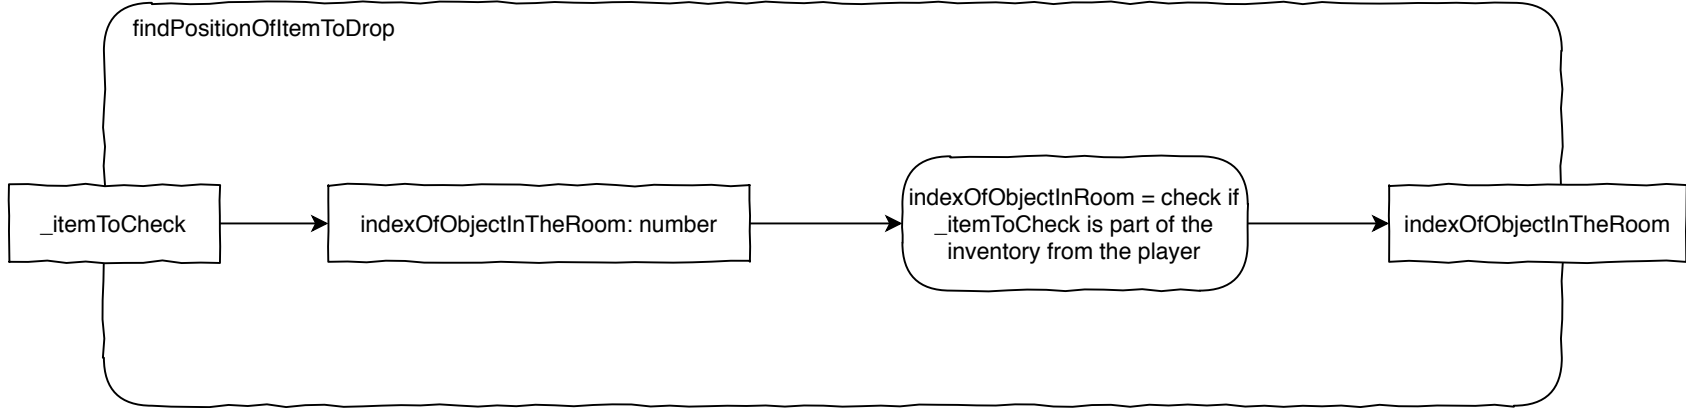 findPositionOfItemToDrop
_itemToCheck
indexOfObjectInTheRoom: number
indexOfObjectInRoom = check if
_itemToCheck is part of the
inventory from the player
indexOfObjectInTheRoom